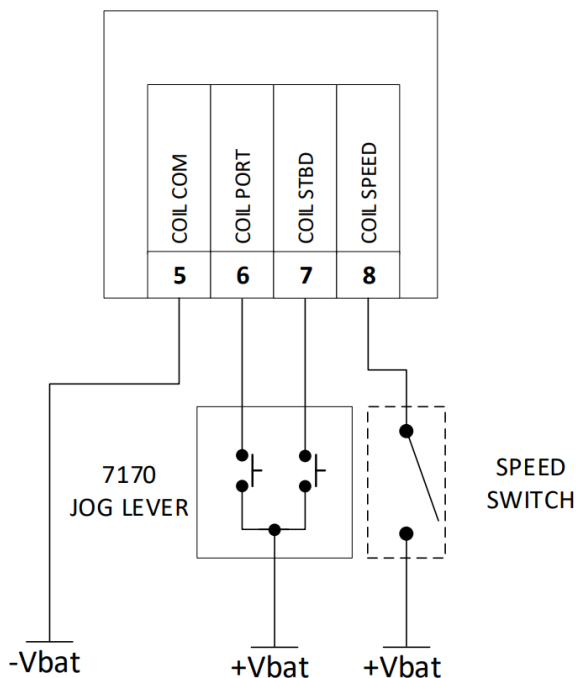 COIL COM
COIL PORT
COIL STBD
COIL SPEED
5
6
7
8
7170
JOG LEVER
SPEED
SWITCH
-Vbat
+Vbat
+Vbat